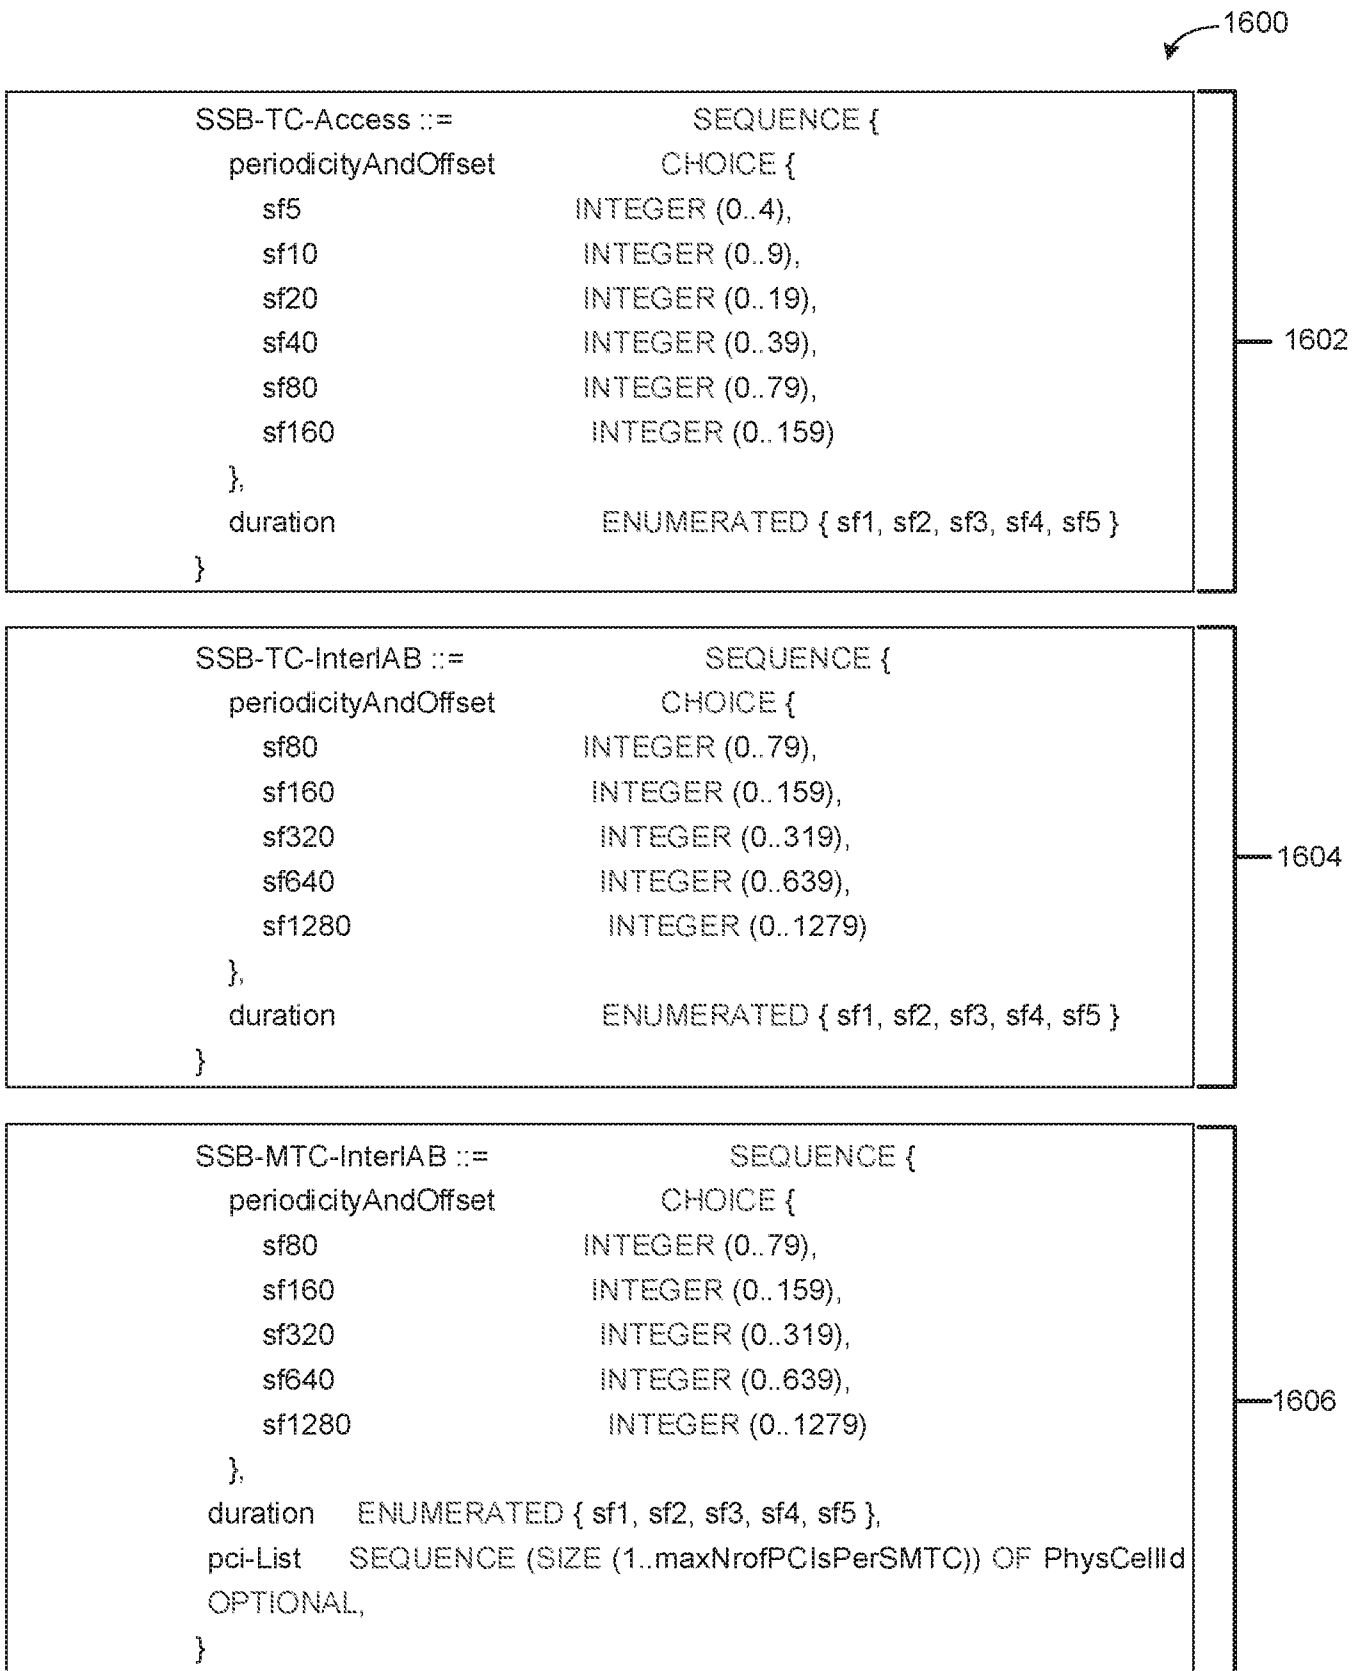 1600
SSB-TC-Access ::= SEQUENCE {
periodicityAndOffset CHOICE {
sf5 INTEGER (0..4),
sf10 INTEGER (0..9),
sf20 INTEGER (0..19),
sf40 INTEGER (0..39),
sf80 INTEGER (0..79),
sf160 INTEGER (0..159)
},
duration ENUMERATED { sf1, sf2, sf3, sf4, sf5 }
}
1602
SSB-TC-InterIAB ::= SEQUENCE {
periodicityAndOffset CHOICE {
sf80 INTEGER (0..79),
sf160 INTEGER (0..159),
sf320 INTEGER (0..319),
sf640 INTEGER (0..639),
sf1280 INTEGER (0..1279)
},
duration ENUMERATED { sf1, sf2, sf3, sf4, sf5 }
}
1604
SSB-MTC-InterIAB ::= SEQUENCE {
periodicityAndOffset CHOICE {
sf80 INTEGER (0..79),
sf160 INTEGER (0..159),
sf320 INTEGER (0..319),
sf640 INTEGER (0..639),
sf1280 INTEGER (0..1279)
},
duration ENUMERATED { sf1, sf2, sf3, sf4, sf5 },
pci-List SEQUENCE (SIZE (1..maxNrofPCIsPerSMTC)) OF PhysCellId
OPTIONAL,
}
1606